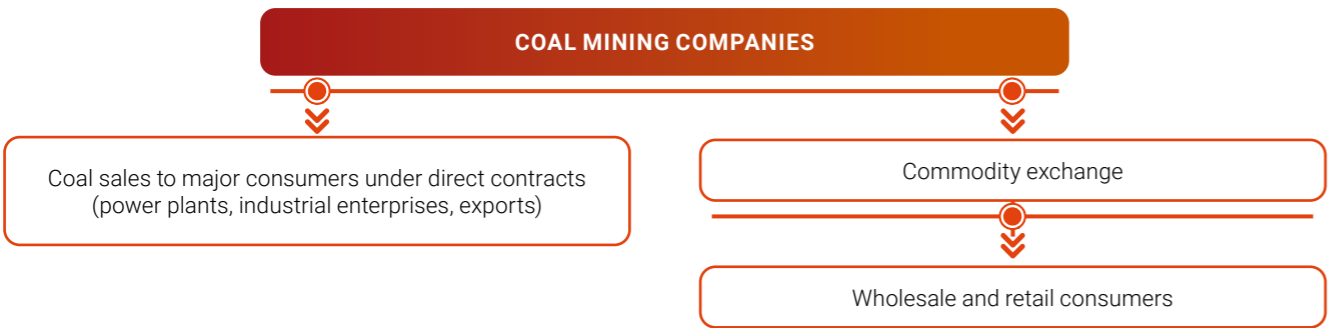 COAL MINING COMPANIES
Coal sales to major consumers under direct contracts
(power plants, industrial enterprises, exports)
Commodity exchange
Wholesale and retail consumers